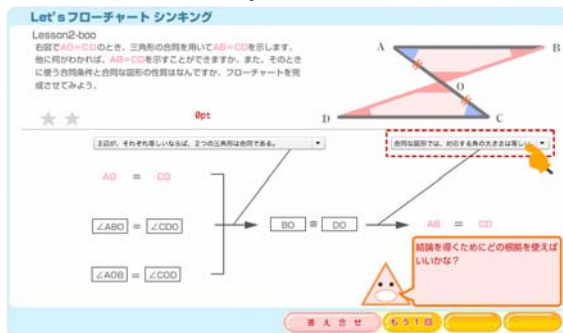 Let'sフローチャート シンキング
Lesson2-boo
右図でAO=COのとき、三角形の合同を用いてAB=CDを示します。
他に何がわかれば、AB=CDを示すことができますか。また、そのとき
に使う合同条件と合同な図形の性質はなんですか。フローチャートを完
成させてみよう。
A
B
O
D
C
0pt
3辺が、それぞれ等しいならば、2つの三角形は合同である。
合同な図形では、対応する角の大きさは等しい。
AO = CO
∠ABO = ∠CDO
BO ≡ DO
AB = CD
∠AOB = ∠COD
結論を導くためにどの根拠を使えば
いいかな?
答え合せ
もう1回